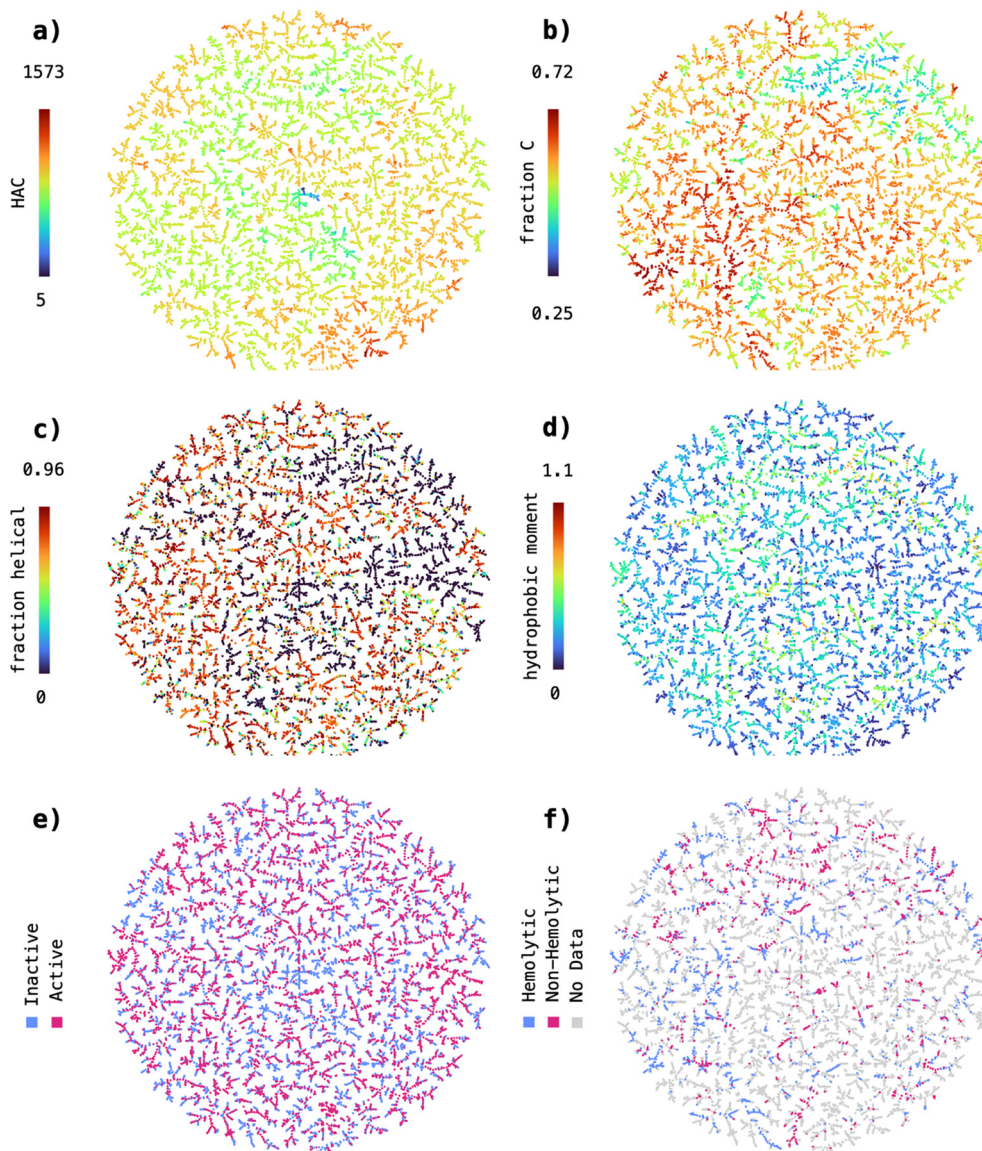 a)
1573
HAC
5
b)
0.72
fraction C
0.25
c)
0.96
fraction helical
0
d)
1.1
hydrophobic moment
0
e)
Inactive
Active
f)
Hemolytic
Non-Hemolytic
No Data